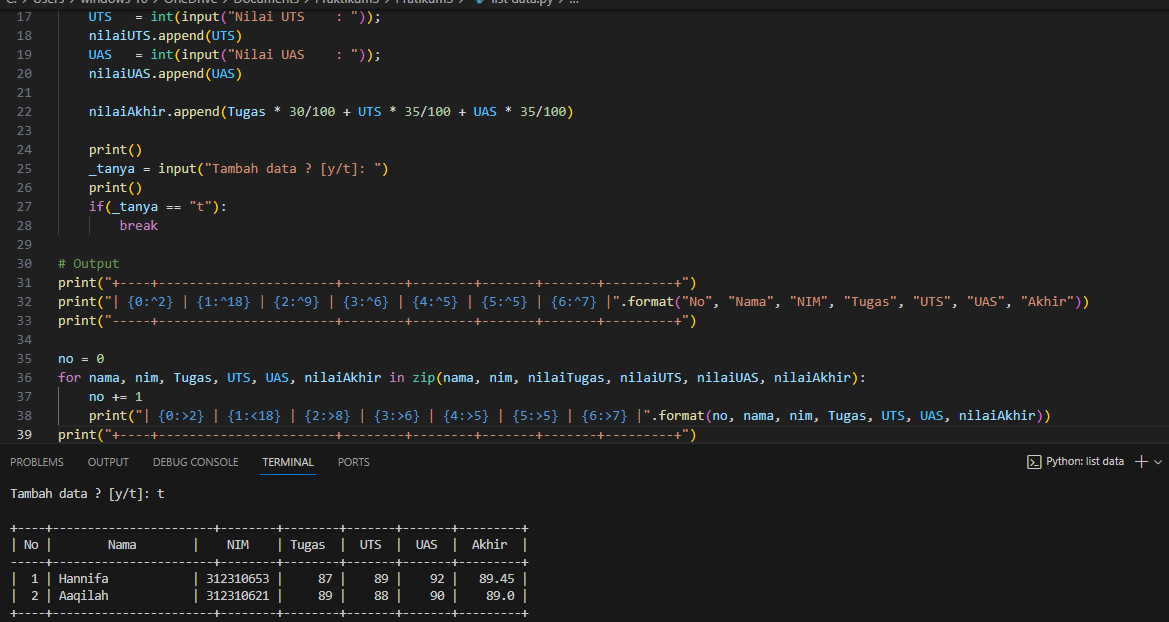 C: > Users > windows 10 > OneDrive > Documents > Praktikum5 > Pratikum5 > list data.py > ...
17 UTS   = int(input("Nilai UTS    : "));
18 nilaiUTS.append(UTS)
19 UAS   = int(input("Nilai UAS    : "));
20 nilaiUAS.append(UAS)
21
22 nilaiAkhir.append(Tugas * 30/100 + UTS * 35/100 + UAS * 35/100)
23
24 print()
25 _tanya = input("Tambah data ? [y/t]: ")
26 print()
27 if(_tanya == "t"):
28 break
29
30 # Output
31 print("+----+-----------------------+--------+--------+-------+-------+---------+")
32 print("| {0:^2} | {1:^18} | {2:^9} | {3:^6} | {4:^5} | {5:^5} | {6:^7} |".format("No", "Nama", "NIM", "Tugas", "UTS", "UAS", "Akhir"))
33 print("-----+-----------------------+--------+--------+-------+-------+---------+")
34
35 no = 0
36 for nama, nim, Tugas, UTS, UAS, nilaiAkhir in zip(nama, nim, nilaiTugas, nilaiUTS, nilaiUAS, nilaiAkhir):
37 no += 1
38 print("| {0:>2} | {1:<18} | {2:>8} | {3:>6} | {4:>5} | {5:>5} | {6:>7} |".format(no, nama, nim, Tugas, UTS, UAS, nilaiAkhir))
39 print("+----+-----------------------+--------+--------+-------+-------+---------+")
PROBLEMS OUTPUT DEBUG CONSOLE TERMINAL PORTS Python: list data
Tambah data ? [y/t]: t
+----+-----------------------+--------+--------+-------+-------+---------+
| No | Nama | NIM | Tugas | UTS | UAS | Akhir |
-----+-----------------------+--------+--------+-------+-------+---------+
| 1 | Hannifa | 312310653 | 87 | 89 | 92 | 89.45 |
| 2 | Aaqilah | 312310621 | 89 | 88 | 90 | 89.0 |
+----+-----------------------+--------+--------+-------+-------+---------+